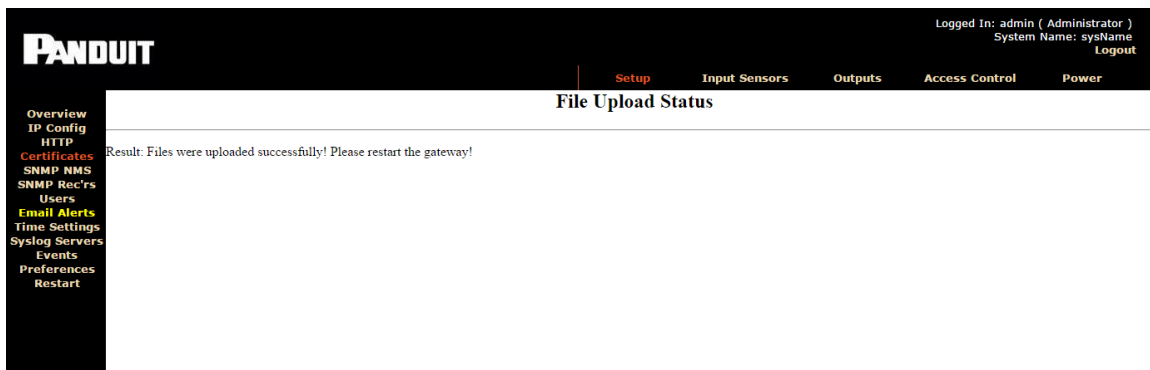 PANDUIT
Logged In: admin ( Administrator )
System Name: sysName
Logout
Setup Input Sensors Outputs Access Control Power
Overview
IP Config
HTTP
Certificates
SNMP NMS
SNMP Rec'rs
Users
Email Alerts
Time Settings
Syslog Servers
Events
Preferences
Restart
File Upload Status
Result: Files were uploaded successfully! Please restart the gateway!